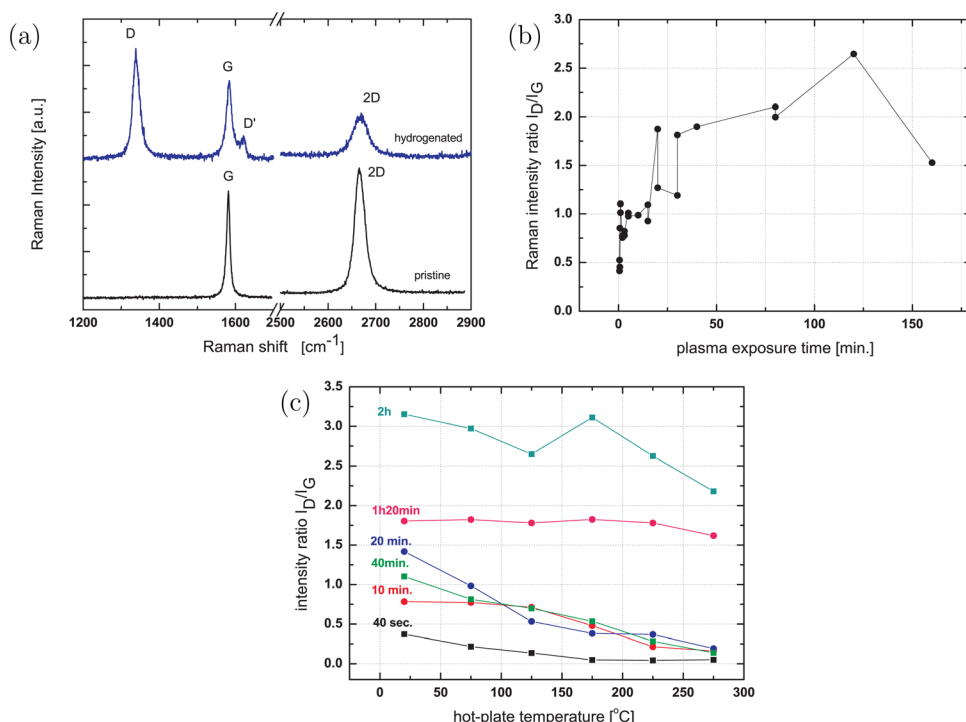 (a)
D
G
D'
2D
hydrogenated
G
2D
pristine
Raman Intensity [a.u.]
1200 1400 1600 2500 2600 2700 2800 2900
Raman shift [cm-1]
(b)
3.0
2.5
2.0
1.5
1.0
0.5
0.0
Raman intensity ratio ID/IG
0 50 100 150
plasma exposure time [min.]
(c)
3.5
3.0
2.5
2.0
1.5
1.0
0.5
0.0
intensity ratio ID/IG
2h
1h20min
20 min.
40min.
10 min.
40 sec.
0 50 100 150 200 250 300
hot-plate temperature [oC]